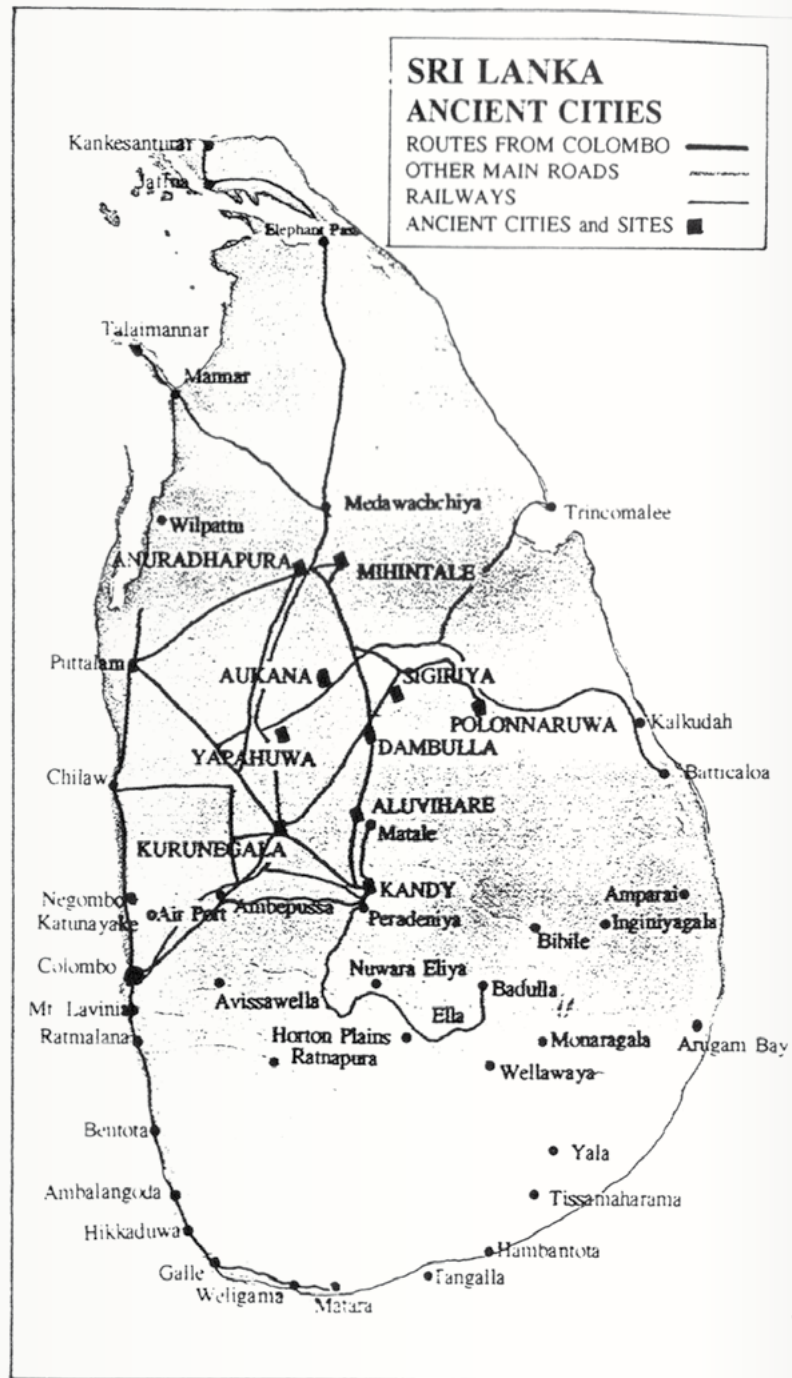 SRI LANKA
ANCIENT CITIES
ROUTES FROM COLOMBO
OTHER MAIN ROADS
RAILWAYS
ANCIENT CITIES and SITES
Kankesanturai
Jaffna
Elephant Pass
Talaimannar
Mannar
Medawachchiya
Trincomalee
Wilpattu
ANURADHAPURA
MIHINTALE
Puttalam
AUKANA
SIGIRIYA
POLONNARUWA
Kalkudah
YAPAHUWA
DAMBULLA
Batticaloa
Chilaw
ALUVIHARE
Matale
KURUNEGALA
KANDY
Amparai
Negombo
Ambepussa
Air Port
Katunayake
Peradeniya
Inginiyagala
Bibile
Colombo
Nuwara Eliya
Badulla
Avissawella
Mt Lavinia
Ella
Ratmalana
Horton Plains
Monaragala
Arugam Bay
Ratnapura
Wellawaya
Bentota
Yala
Ambalangoda
Tissamaharama
Hikkaduwa
Hambantota
Galle
Tangalla
Weligama
Matara